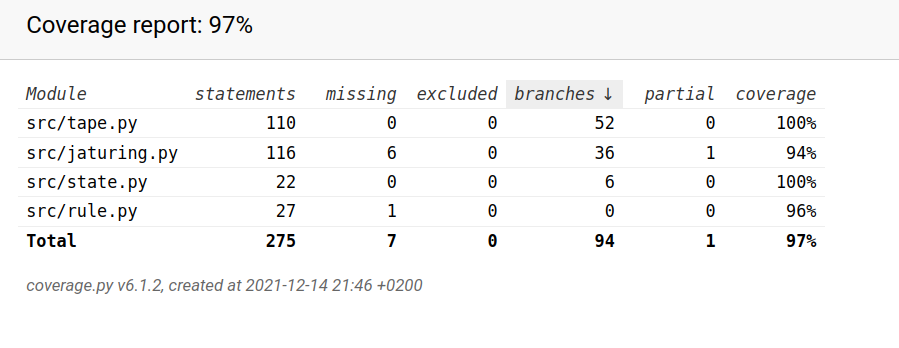 Coverage report: 97%
Module statements missing excluded branches ↓ partial coverage
src/tape.py 110 0 0 52 0 100%
src/jaturing.py 116 6 0 36 1 94%
src/state.py 22 0 0 6 0 100%
src/rule.py 27 1 0 0 0 96%
Total 275 7 0 94 1 97%
coverage.py v6.1.2, created at 2021-12-14 21:46 +0200